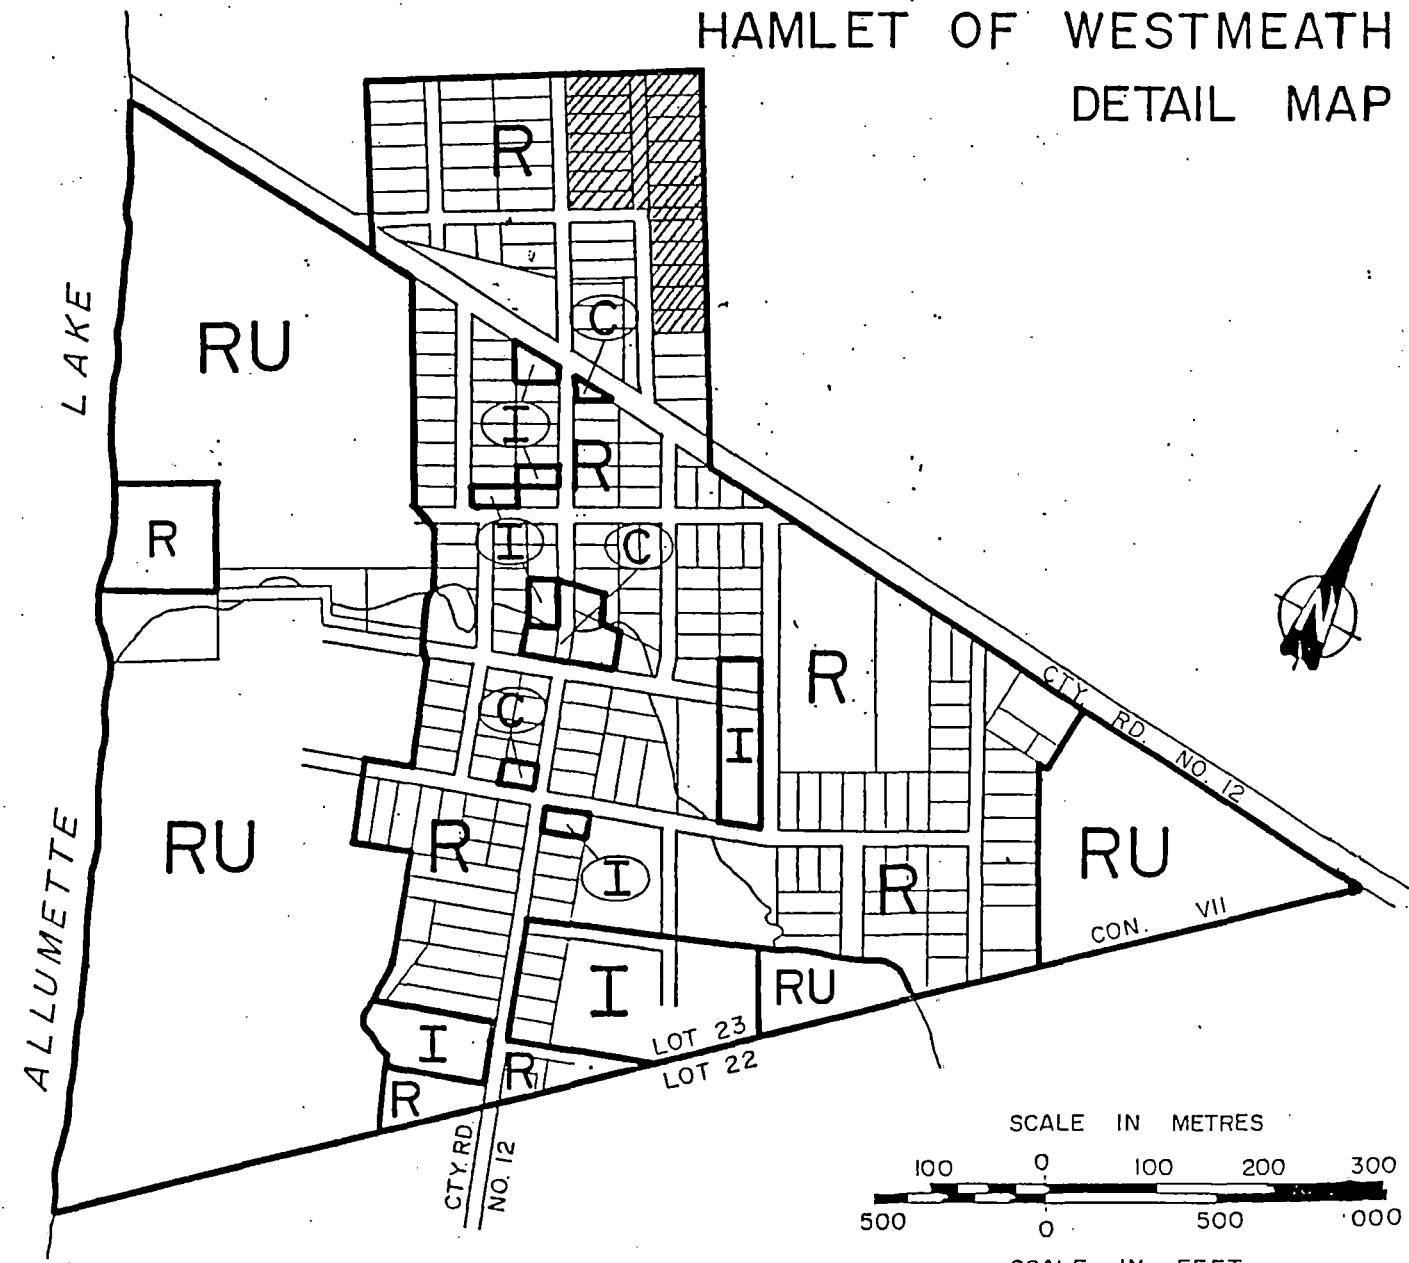 HAMLET OF WESTMEATH
DETAIL MAP
R
C
RU
LAKE
I
R
R
I
C
R
CTY. RD. NO. 12
I
C
RU
R
I
R
RU
CON. VII
ALLUMETTE
I
RU
LOT 23
LOT 22
I
R
R
CTY. RD.
NO. 12
N
SCALE IN METRES
100 0 100 200 300
500 0 500 000
SCALE IN FEET